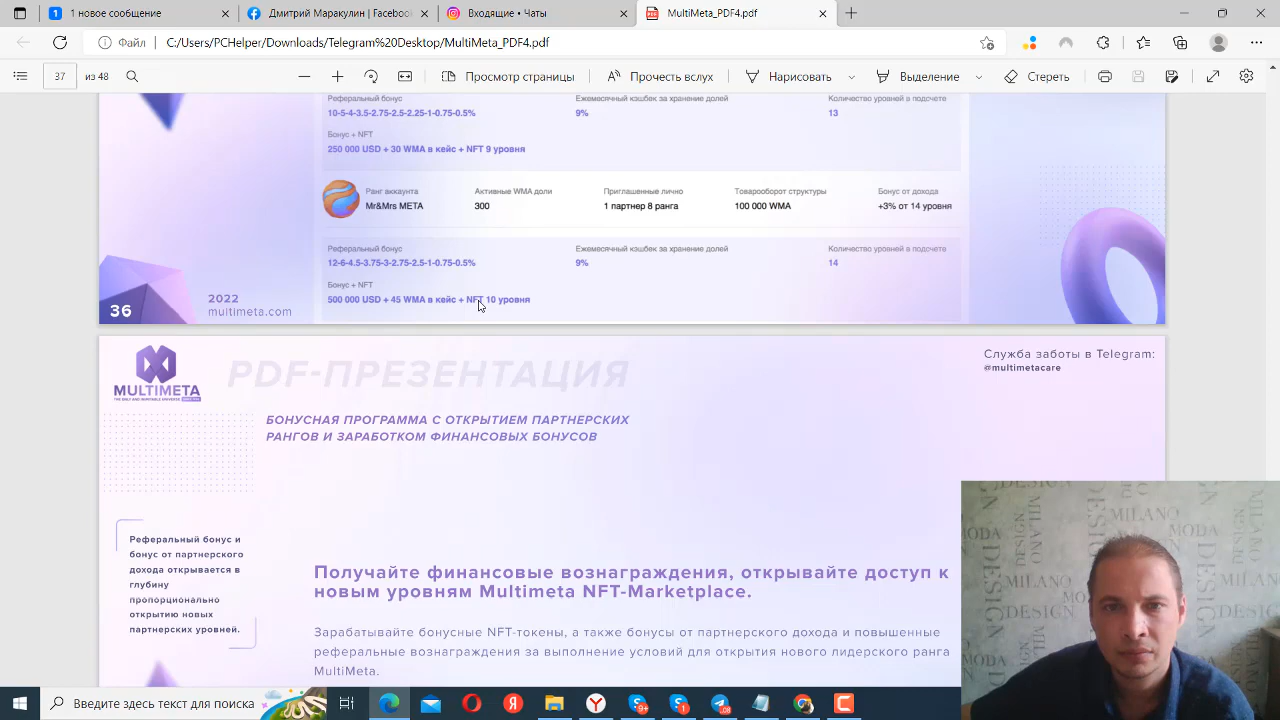 1
Главная
Instagram •
MultiMeta_PDF4.pdf
Файл
C:/Users/PCHelper/Downloads/Telegram%20Desktop/MultiMeta_PDF4.pdf
37
из 48
Просмотр страницы
Прочесть вслух
Нарисовать
Выделение
Стереть
Реферальный бонус
Ежемесячный кэшбек за хранение долей
Количество уровней в подсчете
10-5-4-3.5-2.75-2.5-2.25-1-0.75-0.5%
9%
13
Бонус + NFT
250 000 USD + 30 WMA в кейс + NFT 9 уровня
Ранг аккаунта
Активные WMA доли
Приглашенные лично
Товарооборот структуры
Бонус от дохода
Mr&Mrs META
300
1 партнер 8 ранга
100 000 WMA
+3% от 14 уровня
Реферальный бонус
Ежемесячный кэшбек за хранение долей
Количество уровней в подсчете
12-6-4.5-3.75-3-2.75-2.5-1-0.75-0.5%
9%
14
Бонус + NFT
500 000 USD + 45 WMA в кейс + NFT 10 уровня
36
2022
multimeta.com
MULTIMETA
PDF-ПРЕЗЕНТАЦИЯ
Служба заботы в Telegram:
@multimetacare
БОНУСНАЯ ПРОГРАММА С ОТКРЫТИЕМ ПАРТНЕРСКИХ
РАНГОВ И ЗАРАБОТКОМ ФИНАНСОВЫХ БОНУСОВ
Реферальный бонус и
бонус от партнерского
дохода открывается в
глубину
пропорционально
открытию новых
партнерских уровней.
Получайте финансовые вознаграждения, открывайте доступ к
новым уровням Multimeta NFT-Marketplace.
Зарабатывайте бонусные NFT-токены, а также бонусы от партнерского дохода и повышенные
реферальные вознаграждения за выполнение условий для открытия нового лидерского ранга
MultiMeta.
MILANO
MODA
DESIGN
Введите здесь текст для поиска